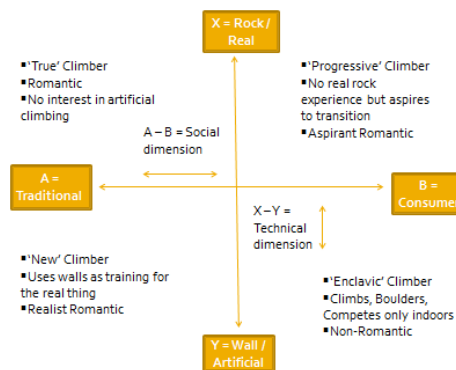 X = Rock /
Real
▪'True' Climber
▪Romantic
▪No interest in artificial
climbing
▪'Progressive' Climber
▪No real rock
experience but aspires
to transition
▪Aspirant Romantic
A – B = Social
dimension
A =
Traditional
B =
Consumer
X – Y =
Technical
dimension
▪'New' Climber
▪Uses walls as training for
the real thing
▪Realist Romantic
▪'Enclavic' Climber
▪Climbs, Boulders,
Competes only indoors
▪Non-Romantic
Y = Wall /
Artificial